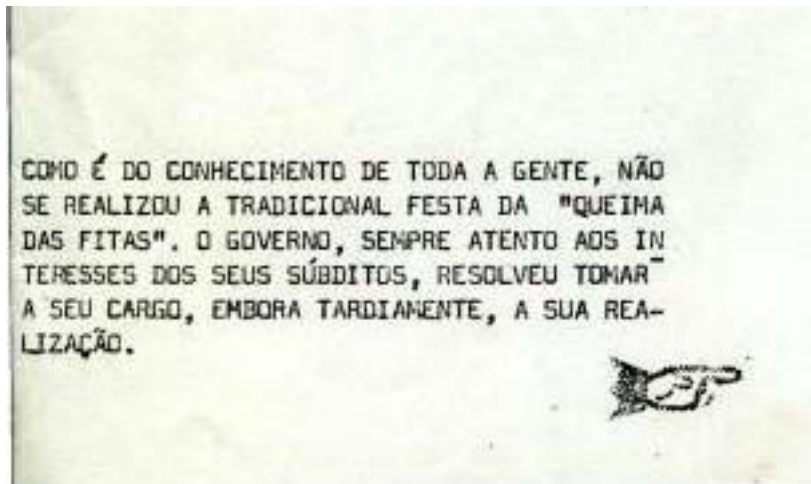 COMO É DO CONHECIMENTO DE TODA A GENTE, NÃO
SE REALIZOU A TRADICIONAL FESTA DA "QUEIMA
DAS FITAS". O GOVERNO, SEMPRE ATENTO AOS IN
TERESSES DOS SEUS SÚBDITOS, RESOLVEU TOMAR
A SEU CARGO, EMBORA TARDIAMENTE, A SUA REA-
LIZAÇÃO.